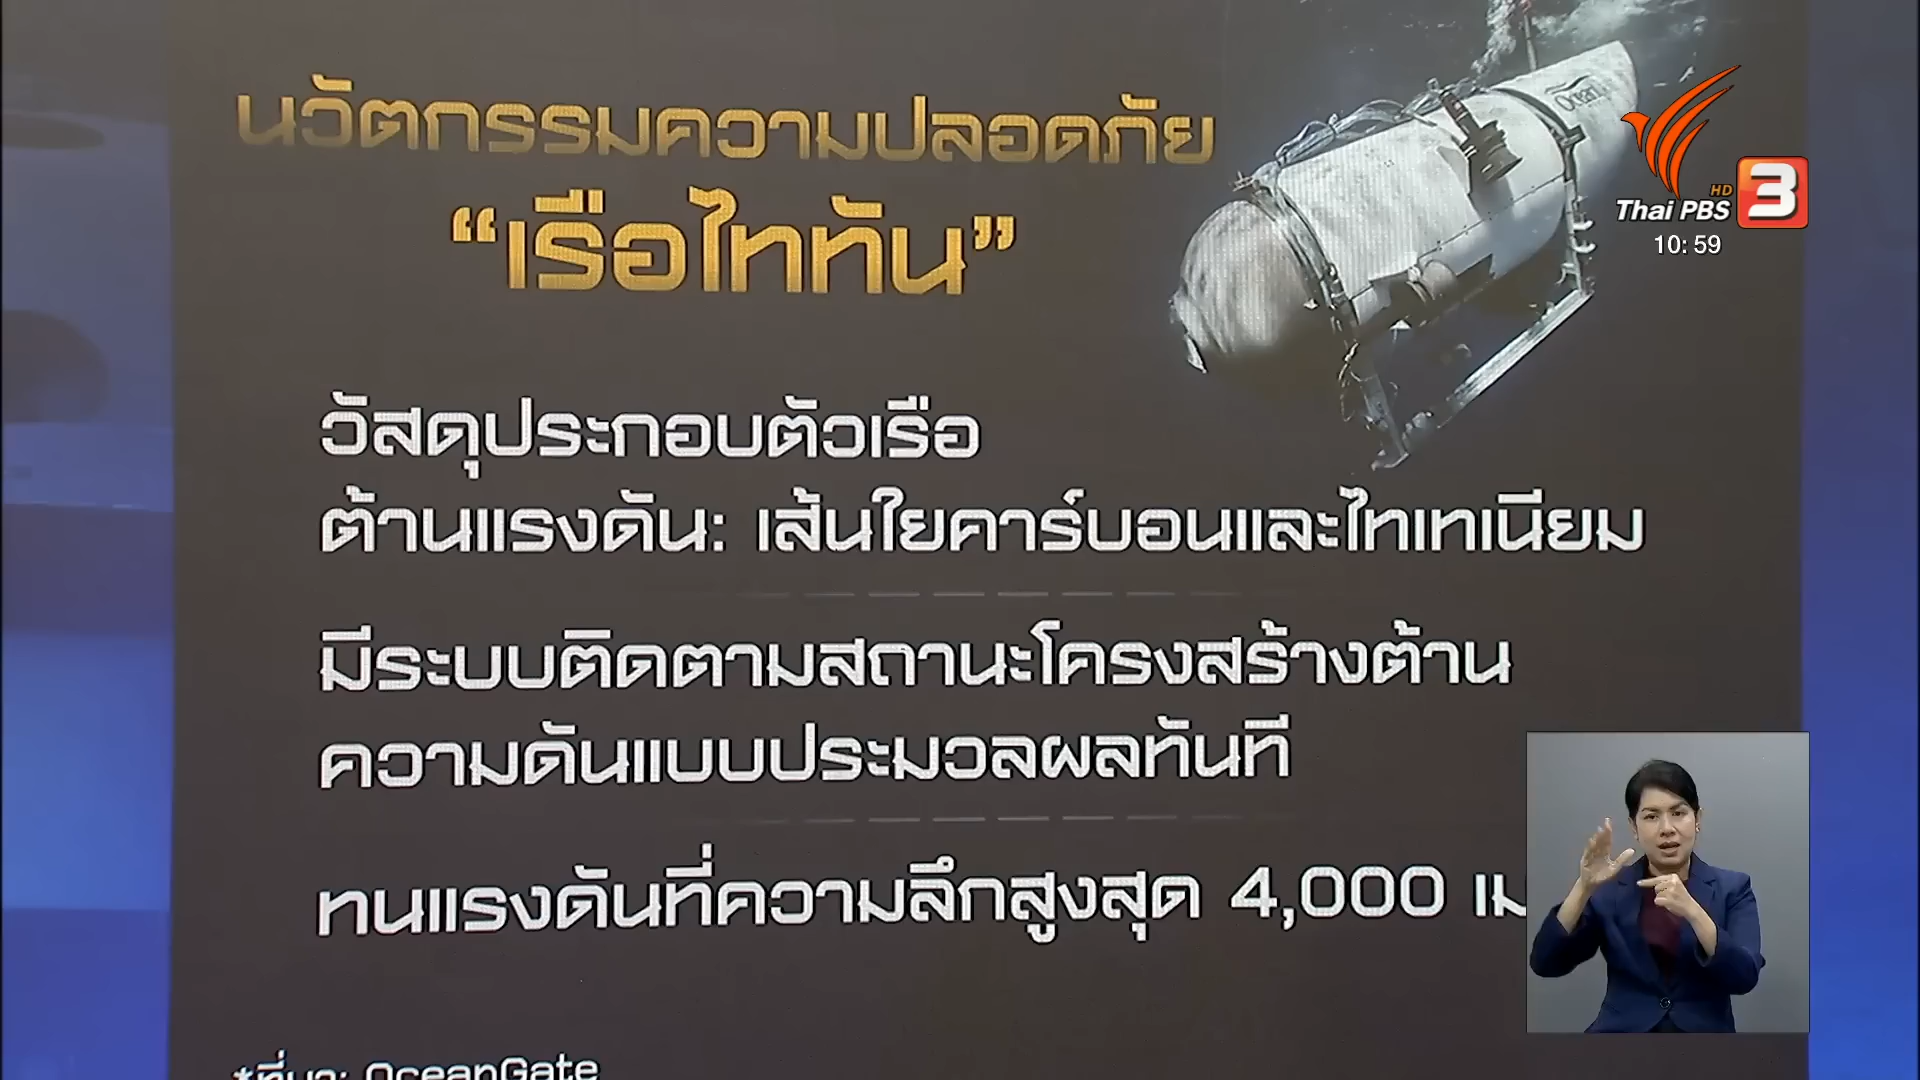 นวัตกรรมความปลอดภัย
“เรือไททัน”
Ocean
HD
Thai PBS 3
10:59
วัสดุประกอบตัวเรือ
ต้านแรงดัน: เส้นใยคาร์บอนและไทเทเนียม
มีระบบติดตามสถานะโครงสร้างต้าน
ความดันแบบประมวลผลทันที
ทนแรงดันที่ความลึกสูงสุด 4,000 เม
*ที่มา: OceanGate